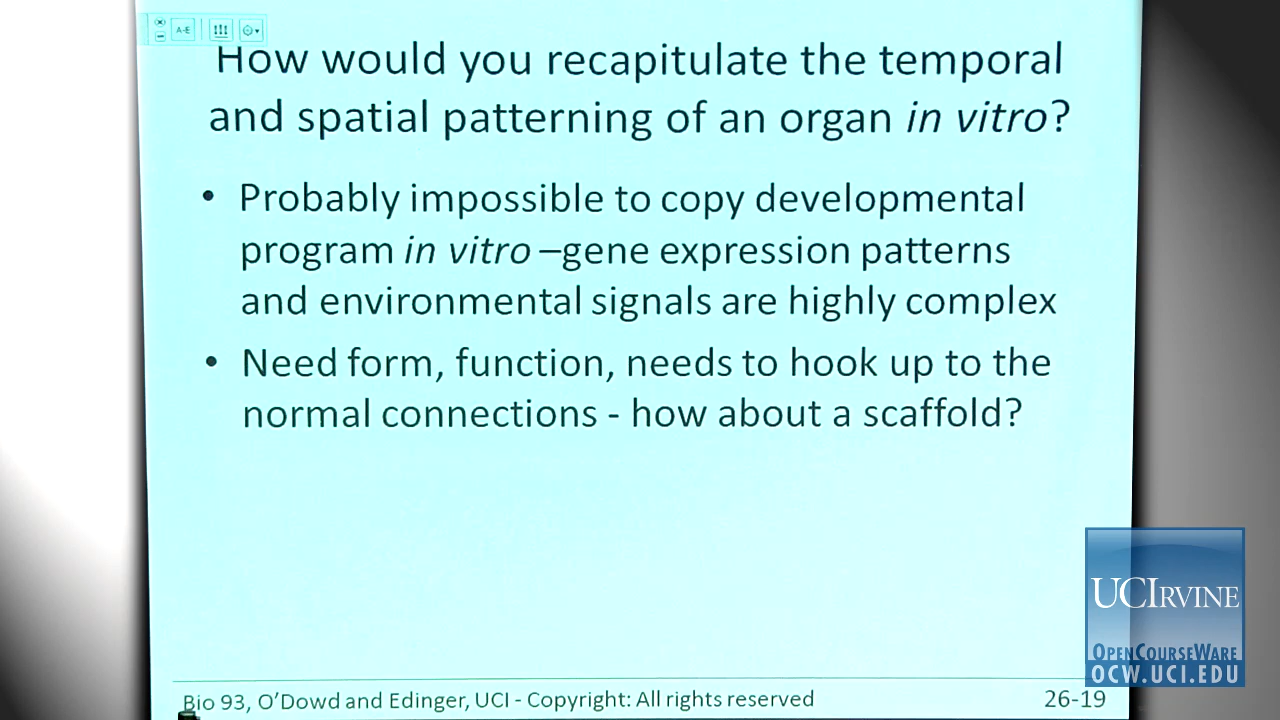 A-E
How would you recapitulate the temporal
and spatial patterning of an organ in vitro?
• Probably impossible to copy developmental
program in vitro –gene expression patterns
and environmental signals are highly complex
• Need form, function, needs to hook up to the
normal connections - how about a scaffold?
UCIRVINE
OPENCOURSEWARE
OCW.UCI.EDU
Bio 93, O'Dowd and Edinger, UCI - Copyright: All rights reserved
26-19